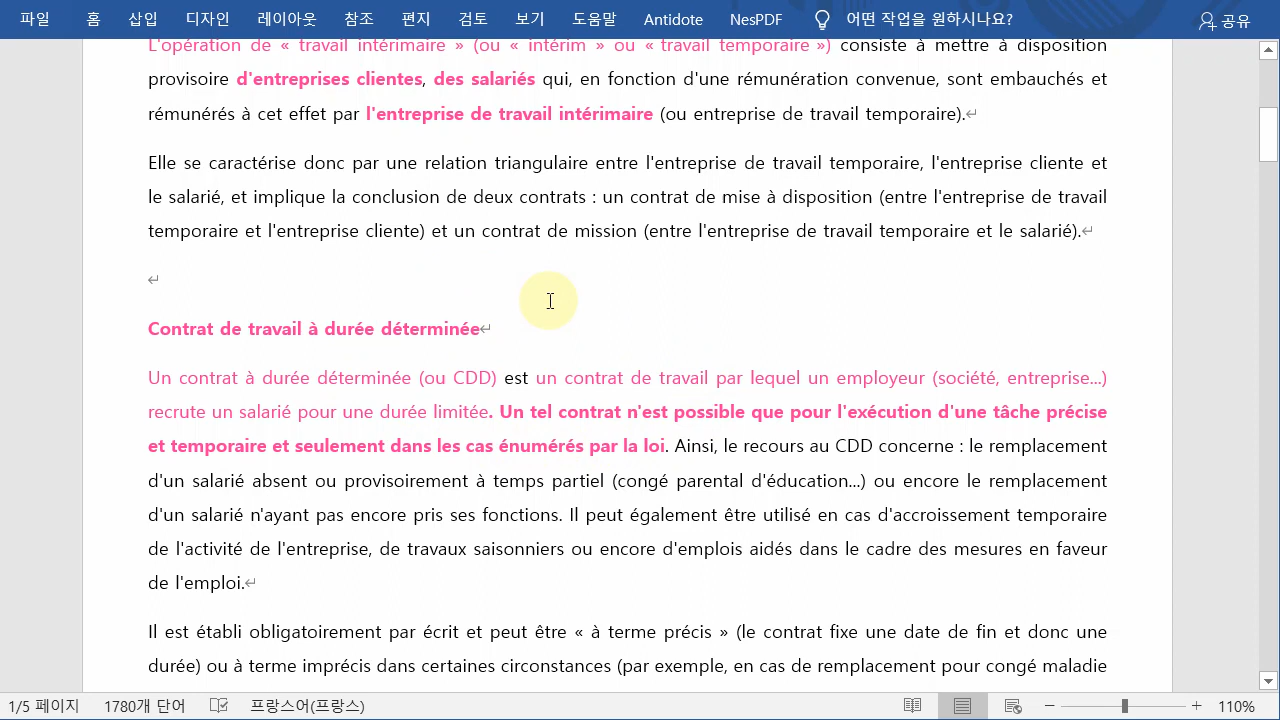 파일 홈 삽입 디자인 레이아웃 참조 편지 검토 보기 도움말 Antidote NesPDF 어떤 작업을 원하시나요? 공유
L'opération de « travail intérimaire » (ou « intérim » ou « travail temporaire ») consiste à mettre à disposition
provisoire d'entreprises clientes, des salariés qui, en fonction d'une rémunération convenue, sont embauchés et
rémunérés à cet effet par l'entreprise de travail intérimaire (ou entreprise de travail temporaire).↵
Elle se caractérise donc par une relation triangulaire entre l'entreprise de travail temporaire, l'entreprise cliente et
le salarié, et implique la conclusion de deux contrats : un contrat de mise à disposition (entre l'entreprise de travail
temporaire et l'entreprise cliente) et un contrat de mission (entre l'entreprise de travail temporaire et le salarié).↵
↵
Contrat de travail à durée déterminée↵
Un contrat à durée déterminée (ou CDD) est un contrat de travail par lequel un employeur (société, entreprise...)
recrute un salarié pour une durée limitée. Un tel contrat n'est possible que pour l'exécution d'une tâche précise
et temporaire et seulement dans les cas énumérés par la loi. Ainsi, le recours au CDD concerne : le remplacement
d'un salarié absent ou provisoirement à temps partiel (congé parental d'éducation...) ou encore le remplacement
d'un salarié n'ayant pas encore pris ses fonctions. Il peut également être utilisé en cas d'accroissement temporaire
de l'activité de l'entreprise, de travaux saisonniers ou encore d'emplois aidés dans le cadre des mesures en faveur
de l'emploi.↵
Il est établi obligatoirement par écrit et peut être « à terme précis » (le contrat fixe une date de fin et donc une
durée) ou à terme imprécis dans certaines circonstances (par exemple, en cas de remplacement pour congé maladie
1/5 페이지 1780개 단어 프랑스어(프랑스) 110%